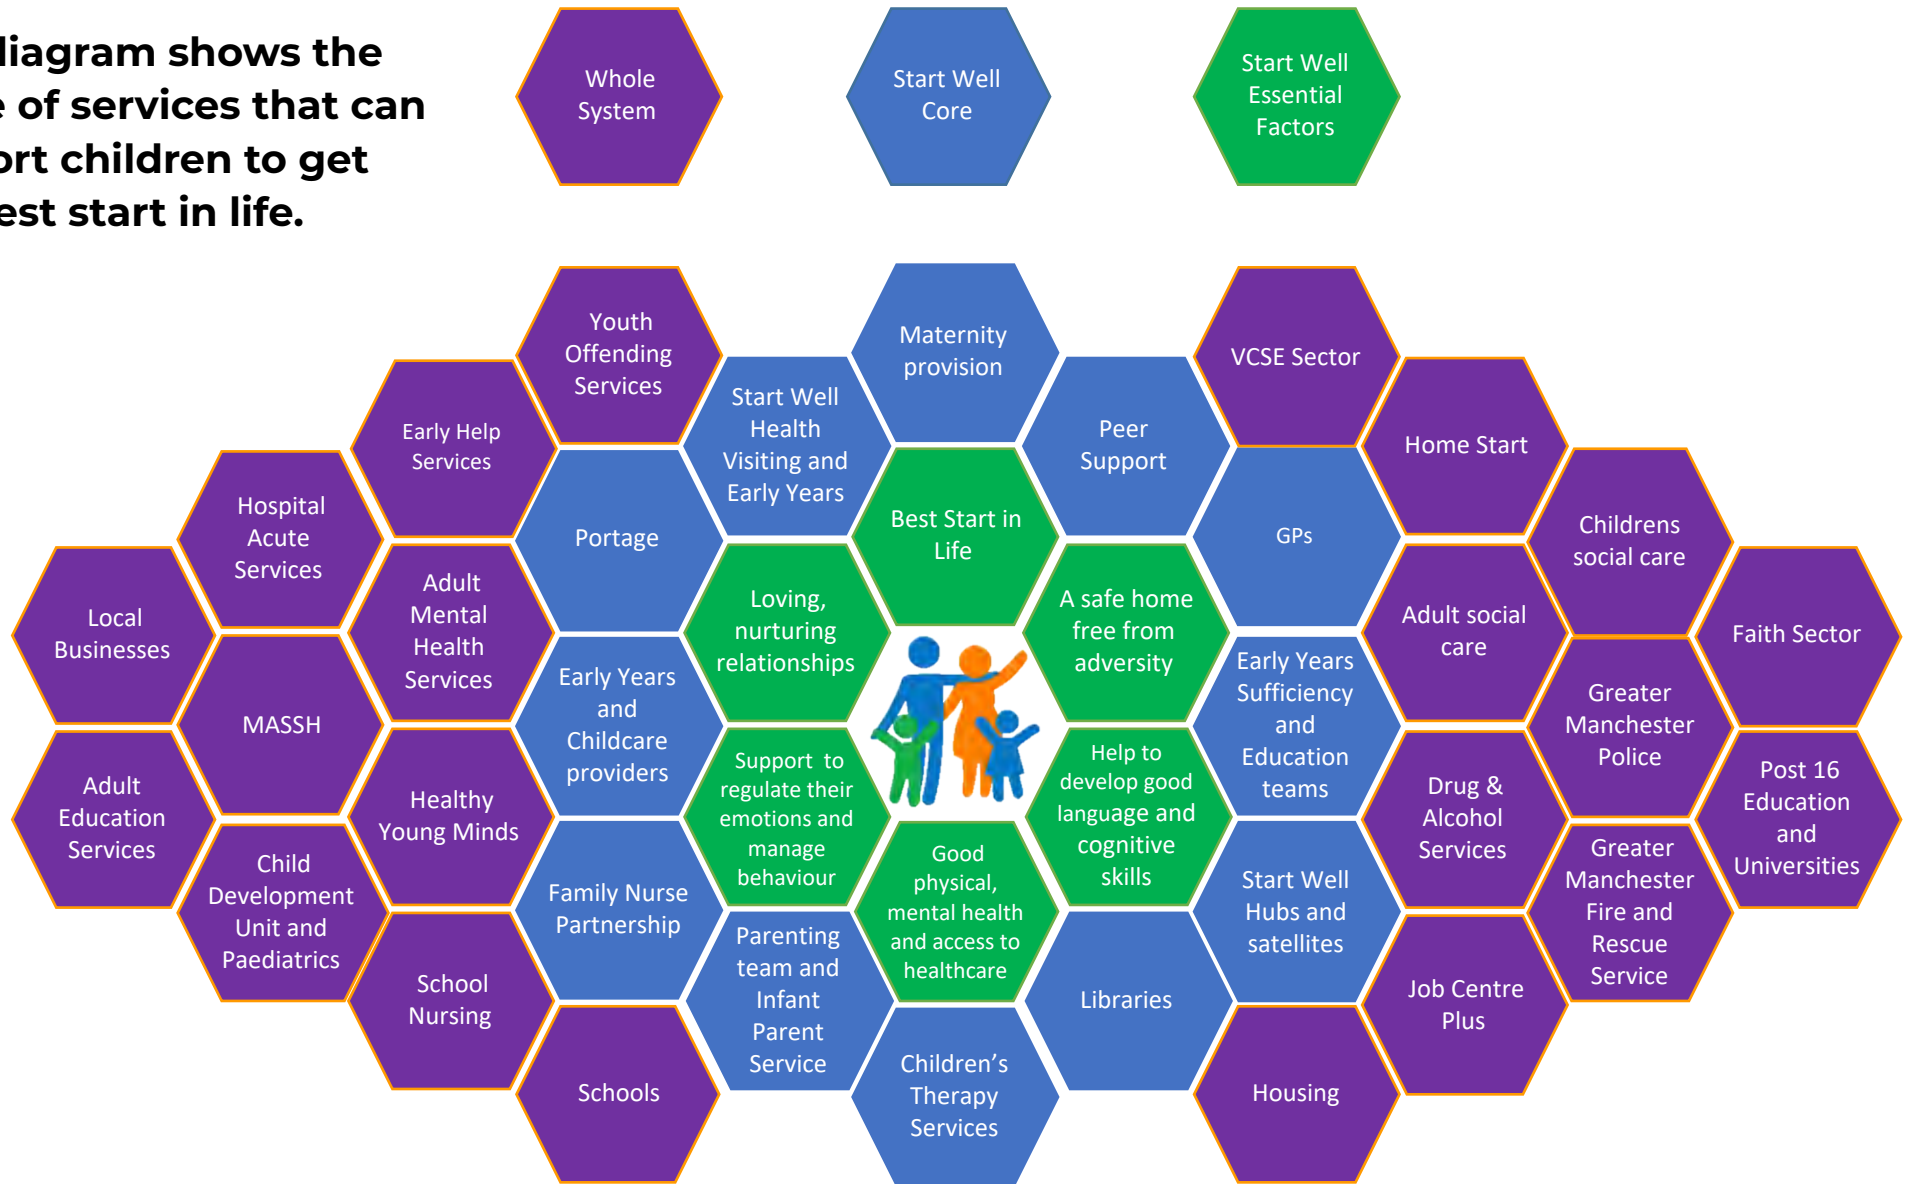 diagram shows the
of services that can
children to get
start in life.
Whole
System
Start Well
Core
Start Well
Essential
Factors
Youth
Offending
Services
Maternity
provision
VCSE Sector
Early Help
Services
Start Well
Health
Visiting and
Early Years
Peer
Support
Home Start
Hospital
Acute
Services
Portage
Best Start in
Life
GPs
Childrens
social care
Local
Businesses
Adult
Mental
Health
Services
Loving,
nurturing
relationships
A safe home
free from
adversity
Adult social
care
Faith Sector
MASSH
Early Years
and
Childcare
providers
Early Years
Sufficiency
and
Education
teams
Greater
Manchester
Police
Adult
Education
Services
Healthy
Young Minds
Support to
regulate their
emotions and
manage
behaviour
Help to
develop good
language and
cognitive
skills
Drug &
Alcohol
Services
Post 16
Education
and
Universities
Child
Development
Unit and
Paediatrics
Family Nurse
Partnership
Good
physical,
mental health
and access to
healthcare
Start Well
Hubs and
satellites
Greater
Manchester
Fire and
Rescue
Service
School
Nursing
Parenting
team and
Infant
Parent
Service
Libraries
Job Centre
Plus
Schools
Children’s
Therapy
Services
Housing